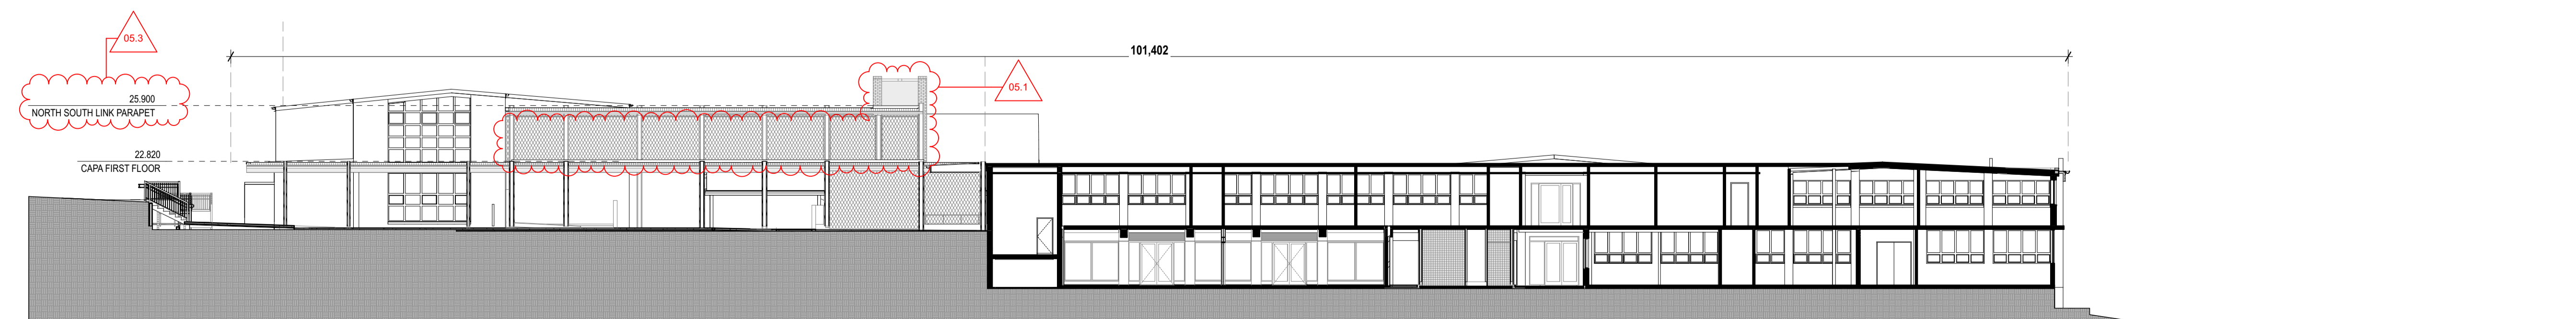 05.3
101,402
05.1
25.900
NORTH SOUTH LINK PARAPET
22.820
CAPA FIRST FLOOR